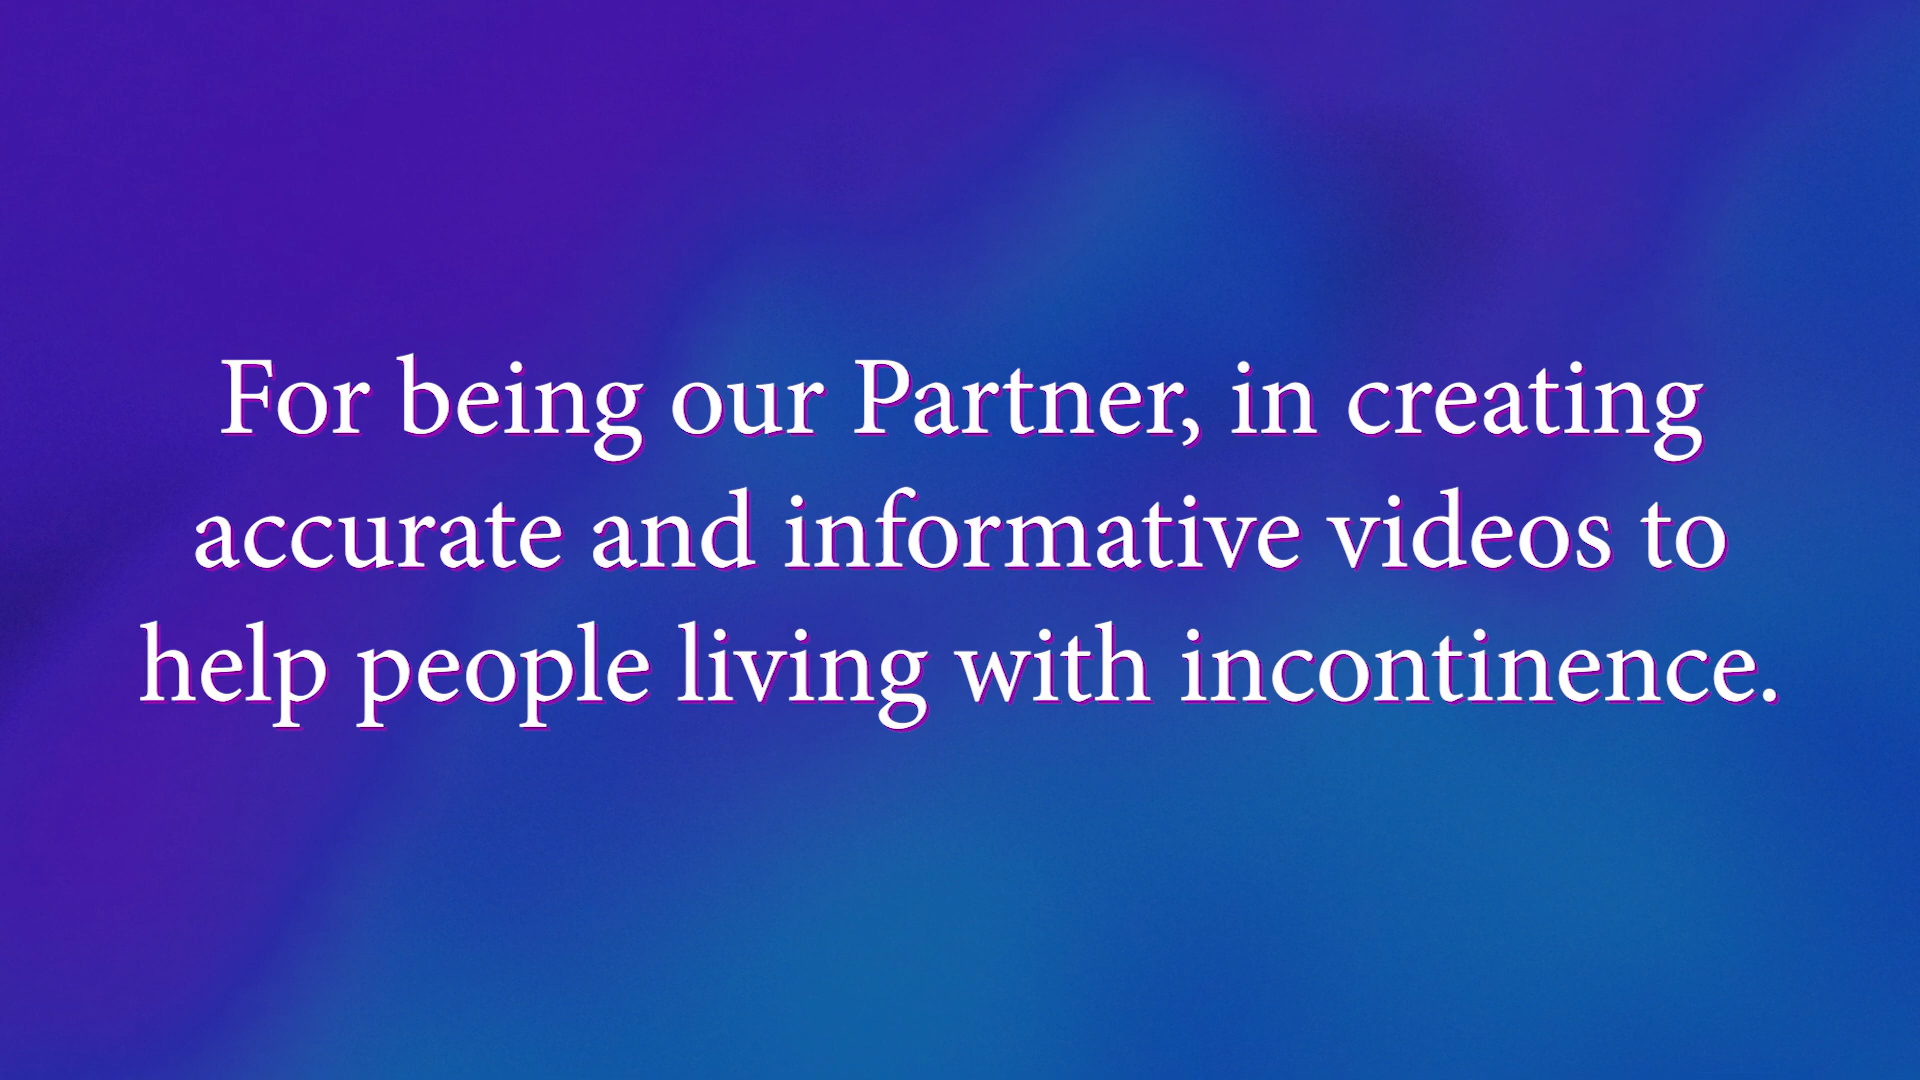 For being our Partner, in creating
accurate and informative videos to
help people living with incontinence.